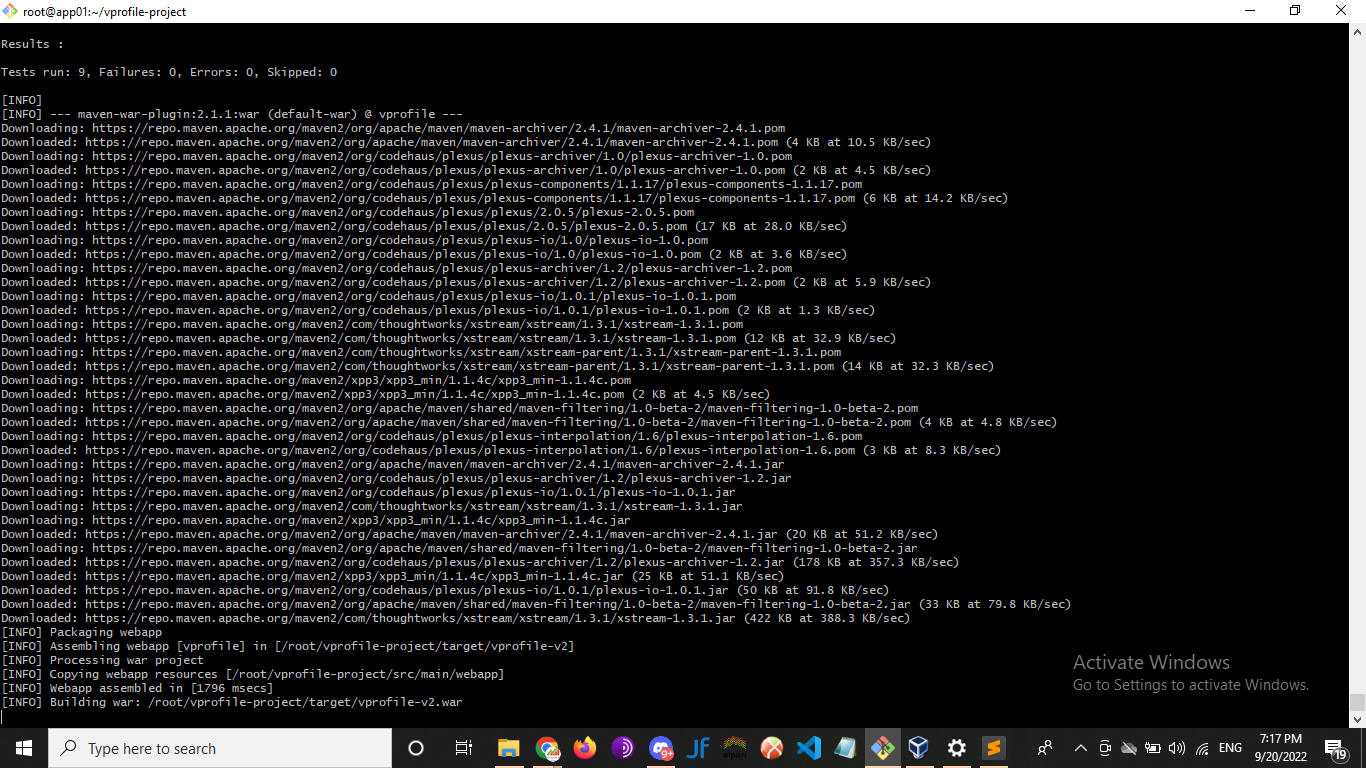 root@app01:~/vprofile-project
Results :
Tests run: 9, Failures: 0, Errors: 0, Skipped: 0
[INFO]
[INFO] --- maven-war-plugin:2.1.1:war (default-war) @ vprofile ---
Downloading: https://repo.maven.apache.org/maven2/org/apache/maven/maven-archiver/2.4.1/maven-archiver-2.4.1.pom
Downloaded: https://repo.maven.apache.org/maven2/org/apache/maven/maven-archiver/2.4.1/maven-archiver-2.4.1.pom (4 KB at 10.5 KB/sec)
Downloading: https://repo.maven.apache.org/maven2/org/codehaus/plexus/plexus-archiver/1.0/plexus-archiver-1.0.pom
Downloaded: https://repo.maven.apache.org/maven2/org/codehaus/plexus/plexus-archiver/1.0/plexus-archiver-1.0.pom (2 KB at 4.5 KB/sec)
Downloading: https://repo.maven.apache.org/maven2/org/codehaus/plexus/plexus-components/1.1.17/plexus-components-1.1.17.pom
Downloaded: https://repo.maven.apache.org/maven2/org/codehaus/plexus/plexus-components/1.1.17/plexus-components-1.1.17.pom (6 KB at 14.2 KB/sec)
Downloading: https://repo.maven.apache.org/maven2/org/codehaus/plexus/plexus/2.0.5/plexus-2.0.5.pom
Downloaded: https://repo.maven.apache.org/maven2/org/codehaus/plexus/plexus/2.0.5/plexus-2.0.5.pom (17 KB at 28.0 KB/sec)
Downloading: https://repo.maven.apache.org/maven2/org/codehaus/plexus/plexus-io/1.0/plexus-io-1.0.pom
Downloaded: https://repo.maven.apache.org/maven2/org/codehaus/plexus/plexus-io/1.0/plexus-io-1.0.pom (2 KB at 3.6 KB/sec)
Downloading: https://repo.maven.apache.org/maven2/org/codehaus/plexus/plexus-archiver/1.2/plexus-archiver-1.2.pom
Downloaded: https://repo.maven.apache.org/maven2/org/codehaus/plexus/plexus-archiver/1.2/plexus-archiver-1.2.pom (2 KB at 5.9 KB/sec)
Downloading: https://repo.maven.apache.org/maven2/org/codehaus/plexus/plexus-io/1.0.1/plexus-io-1.0.1.pom
Downloaded: https://repo.maven.apache.org/maven2/org/codehaus/plexus/plexus-io/1.0.1/plexus-io-1.0.1.pom (2 KB at 1.3 KB/sec)
Downloading: https://repo.maven.apache.org/maven2/com/thoughtworks/xstream/xstream/1.3.1/xstream-1.3.1.pom
Downloaded: https://repo.maven.apache.org/maven2/com/thoughtworks/xstream/xstream/1.3.1/xstream-1.3.1.pom (12 KB at 32.9 KB/sec)
Downloading: https://repo.maven.apache.org/maven2/com/thoughtworks/xstream/xstream-parent/1.3.1/xstream-parent-1.3.1.pom
Downloaded: https://repo.maven.apache.org/maven2/com/thoughtworks/xstream/xstream-parent/1.3.1/xstream-parent-1.3.1.pom (14 KB at 32.3 KB/sec)
Downloading: https://repo.maven.apache.org/maven2/xpp3/xpp3_min/1.1.4c/xpp3_min-1.1.4c.pom
Downloaded: https://repo.maven.apache.org/maven2/xpp3/xpp3_min/1.1.4c/xpp3_min-1.1.4c.pom (2 KB at 4.5 KB/sec)
Downloading: https://repo.maven.apache.org/maven2/org/apache/maven/shared/maven-filtering/1.0-beta-2/maven-filtering-1.0-beta-2.pom
Downloaded: https://repo.maven.apache.org/maven2/org/apache/maven/shared/maven-filtering/1.0-beta-2/maven-filtering-1.0-beta-2.pom (4 KB at 4.8 KB/sec)
Downloading: https://repo.maven.apache.org/maven2/org/codehaus/plexus/plexus-interpolation/1.6/plexus-interpolation-1.6.pom
Downloaded: https://repo.maven.apache.org/maven2/org/codehaus/plexus/plexus-interpolation/1.6/plexus-interpolation-1.6.pom (3 KB at 8.3 KB/sec)
Downloading: https://repo.maven.apache.org/maven2/org/apache/maven/maven-archiver/2.4.1/maven-archiver-2.4.1.jar
Downloading: https://repo.maven.apache.org/maven2/org/codehaus/plexus/plexus-archiver/1.2/plexus-archiver-1.2.jar
Downloading: https://repo.maven.apache.org/maven2/org/codehaus/plexus/plexus-io/1.0.1/plexus-io-1.0.1.jar
Downloading: https://repo.maven.apache.org/maven2/com/thoughtworks/xstream/xstream/1.3.1/xstream-1.3.1.jar
Downloading: https://repo.maven.apache.org/maven2/xpp3/xpp3_min/1.1.4c/xpp3_min-1.1.4c.jar
Downloaded: https://repo.maven.apache.org/maven2/org/apache/maven/maven-archiver/2.4.1/maven-archiver-2.4.1.jar (20 KB at 51.2 KB/sec)
Downloading: https://repo.maven.apache.org/maven2/org/apache/maven/shared/maven-filtering/1.0-beta-2/maven-filtering-1.0-beta-2.jar
Downloaded: https://repo.maven.apache.org/maven2/org/codehaus/plexus/plexus-archiver/1.2/plexus-archiver-1.2.jar (178 KB at 357.3 KB/sec)
Downloaded: https://repo.maven.apache.org/maven2/xpp3/xpp3_min/1.1.4c/xpp3_min-1.1.4c.jar (25 KB at 51.1 KB/sec)
Downloaded: https://repo.maven.apache.org/maven2/org/codehaus/plexus/plexus-io/1.0.1/plexus-io-1.0.1.jar (50 KB at 91.8 KB/sec)
Downloaded: https://repo.maven.apache.org/maven2/org/apache/maven/shared/maven-filtering/1.0-beta-2/maven-filtering-1.0-beta-2.jar (33 KB at 79.8 KB/sec)
Downloaded: https://repo.maven.apache.org/maven2/com/thoughtworks/xstream/xstream/1.3.1/xstream-1.3.1.jar (422 KB at 388.3 KB/sec)
[INFO] Packaging webapp
[INFO] Assembling webapp [vprofile] in [/root/vprofile-project/target/vprofile-v2]
[INFO] Processing war project
[INFO] Copying webapp resources [/root/vprofile-project/src/main/webapp]
[INFO] Webapp assembled in [1796 msecs]
[INFO] Building war: /root/vprofile-project/target/vprofile-v2.war
Activate Windows
Go to Settings to activate Windows.
Type here to search
9+
JF
ENG
7:17 PM
9/20/2022
19